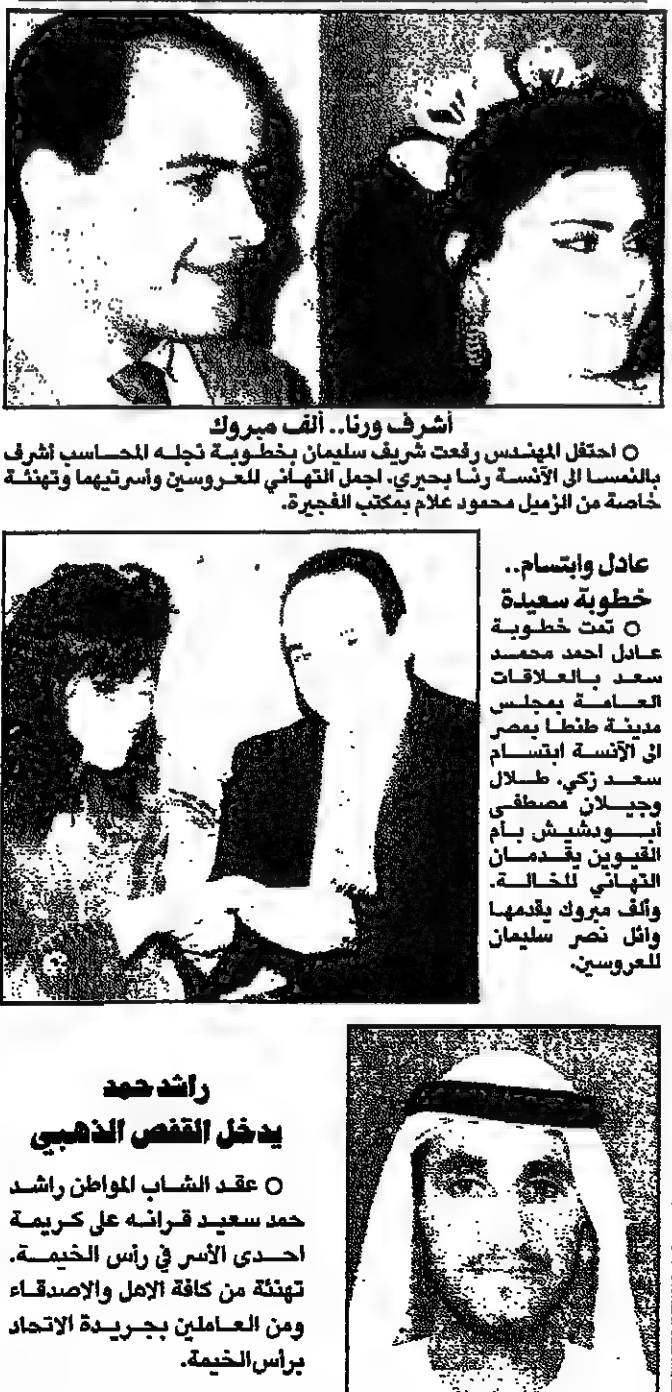 أشرف ورنا.. ألف مبروك
○ احتفل المهندس رفعت شريف سليمان بخطوبة نجله المحاسب أشرف
بالنمسا الى الآنسة رنا بحيري. اجمل التهاني للعروسين وأسرتيهما وتهنئة
خاصة من الزميل محمود علام بمكتب الفجيرة.
عادل وابتسام..
خطوبة سعيدة
○ تمت خطوبة
عادل احمد محمد
سعد بالعلاقات
العامة بمجلس
مدينة طنطا بمصر
الى الآنسة ابتسام
سعد زكي. طلال
وجيلان مصطفى
أبودشيش بأم
القيوين يقدمان
التهاني للخالة.
وألف مبروك يقدمها
وائل نصر سليمان
للعروسين.
راشد حمد
يدخل القفص الذهبي
○ عقد الشاب المواطن راشد
حمد سعيد قرانه على كريمة
احدى الأسر في رأس الخيمة.
تهنئة من كافة الاهل والاصدقاء
ومن العاملين بجريدة الاتحاد
برأس الخيمة.